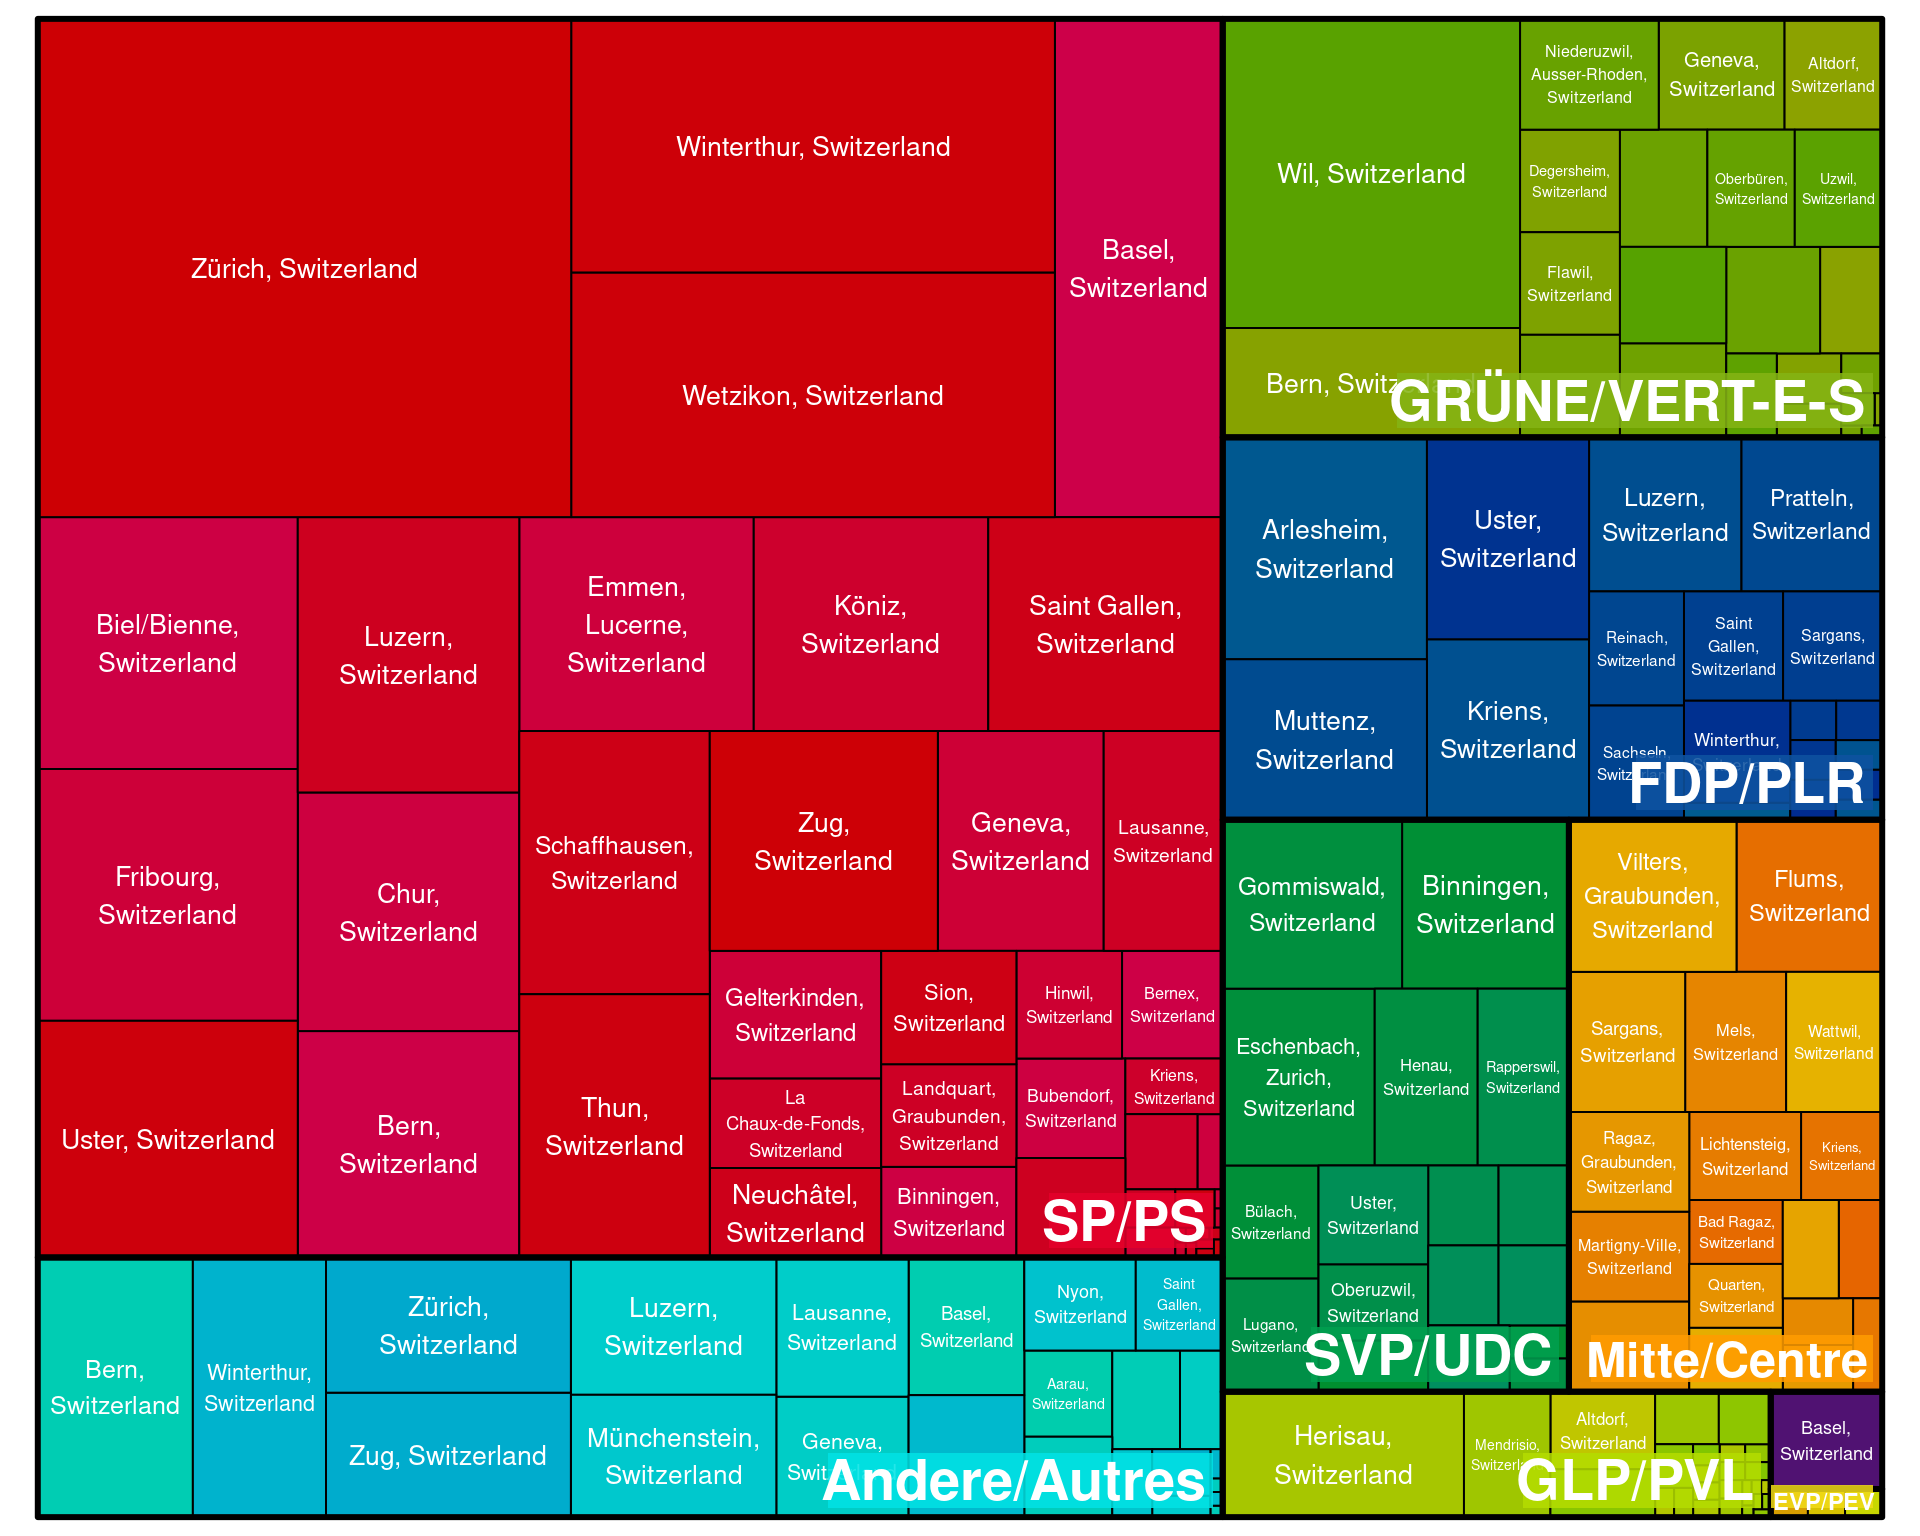 Zürich, Switzerland
Winterthur, Switzerland
Wetzikon, Switzerland
Basel,
Switzerland
Biel/Bienne,
Switzerland
Fribourg,
Switzerland
Uster, Switzerland
Luzern,
Switzerland
Chur,
Switzerland
Bern,
Switzerland
Emmen,
Lucerne,
Switzerland
Köniz,
Switzerland
Saint Gallen,
Switzerland
Schaffhausen,
Switzerland
Thun,
Switzerland
Zug,
Switzerland
Geneva,
Switzerland
Lausanne,
Switzerland
Gelterkinden,
Switzerland
La
Chaux-de-Fonds,
Switzerland
Neuchâtel,
Switzerland
Sion,
Switzerland
Landquart,
Graubunden,
Switzerland
Binningen,
Switzerland
Hinwil,
Switzerland
Bernex,
Switzerland
Bubendorf,
Switzerland
Kriens,
Switzerland
SP/PS
Bern,
Switzerland
Winterthur,
Switzerland
Zürich,
Switzerland
Zug, Switzerland
Luzern,
Switzerland
Münchenstein,
Switzerland
Lausanne,
Switzerland
Geneva,
Switzerland
Basel,
Switzerland
Nyon,
Switzerland
Saint
Gallen,
Switzerland
Aarau,
Switzerland
Andere/Autres
Wil, Switzerland
Bern, Switzerland
Niederuzwil,
Ausser-Rhoden,
Switzerland
Geneva,
Switzerland
Altdorf,
Switzerland
Degersheim,
Switzerland
Oberbüren,
Switzerland
Uzwil,
Switzerland
Flawil,
Switzerland
GRÜNE/VERT-E-S
Arlesheim,
Switzerland
Muttenz,
Switzerland
Uster,
Switzerland
Kriens,
Switzerland
Luzern,
Switzerland
Pratteln,
Switzerland
Reinach,
Switzerland
Saint
Gallen,
Switzerland
Sargans,
Switzerland
Sachseln,
Switzerland
Winterthur,
Switzerland
FDP/PLR
Gommiswald,
Switzerland
Binningen,
Switzerland
Eschenbach,
Zurich,
Switzerland
Henau,
Switzerland
Rapperswil,
Switzerland
Bülach,
Switzerland
Lugano,
Switzerland
Uster,
Switzerland
Oberuzwil,
Switzerland
SVP/UDC
Vilters,
Graubunden,
Switzerland
Flums,
Switzerland
Sargans,
Switzerland
Mels,
Switzerland
Wattwil,
Switzerland
Ragaz,
Graubunden,
Switzerland
Lichtensteig,
Switzerland
Kriens,
Switzerland
Martigny-Ville,
Switzerland
Bad Ragaz,
Switzerland
Quarten,
Switzerland
Mitte/Centre
Herisau,
Switzerland
Mendrisio,
Switzerland
Altdorf,
Switzerland
GLP/PVL
Basel,
Switzerland
EVP/PEV